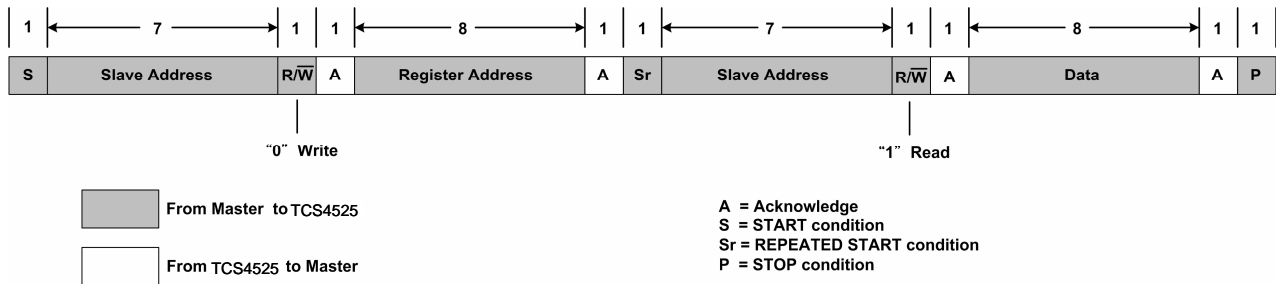 1 7 1 1 8 1 1 7 1 1 8 1 1
S Slave Address R/W̅ A Register Address A Sr Slave Address R/W̅ A Data A P
“0” Write “1” Read
From Master to TCS4525
From TCS4525 to Master
A = Acknowledge
S = START condition
Sr = REPEATED START condition
P = STOP condition